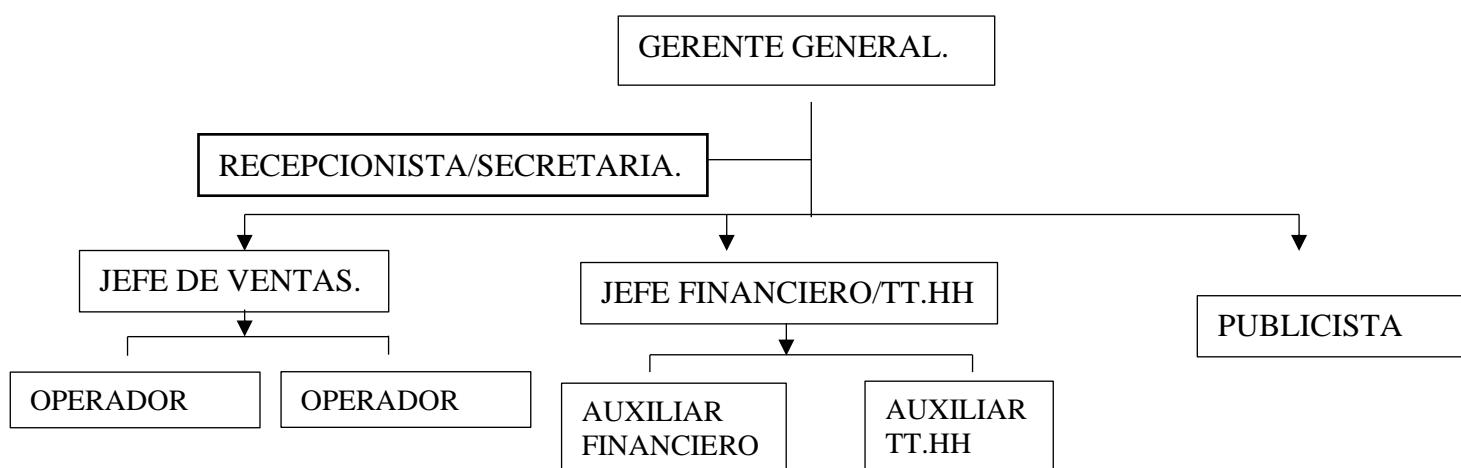 GERENTE GENERAL.
RECEPCIONISTA/SECRETARIA.
JEFE DE VENTAS.
JEFE FINANCIERO/TT.HH
PUBLICISTA
OPERADOR
OPERADOR
AUXILIAR
FINANCIERO
AUXILIAR
TT.HH